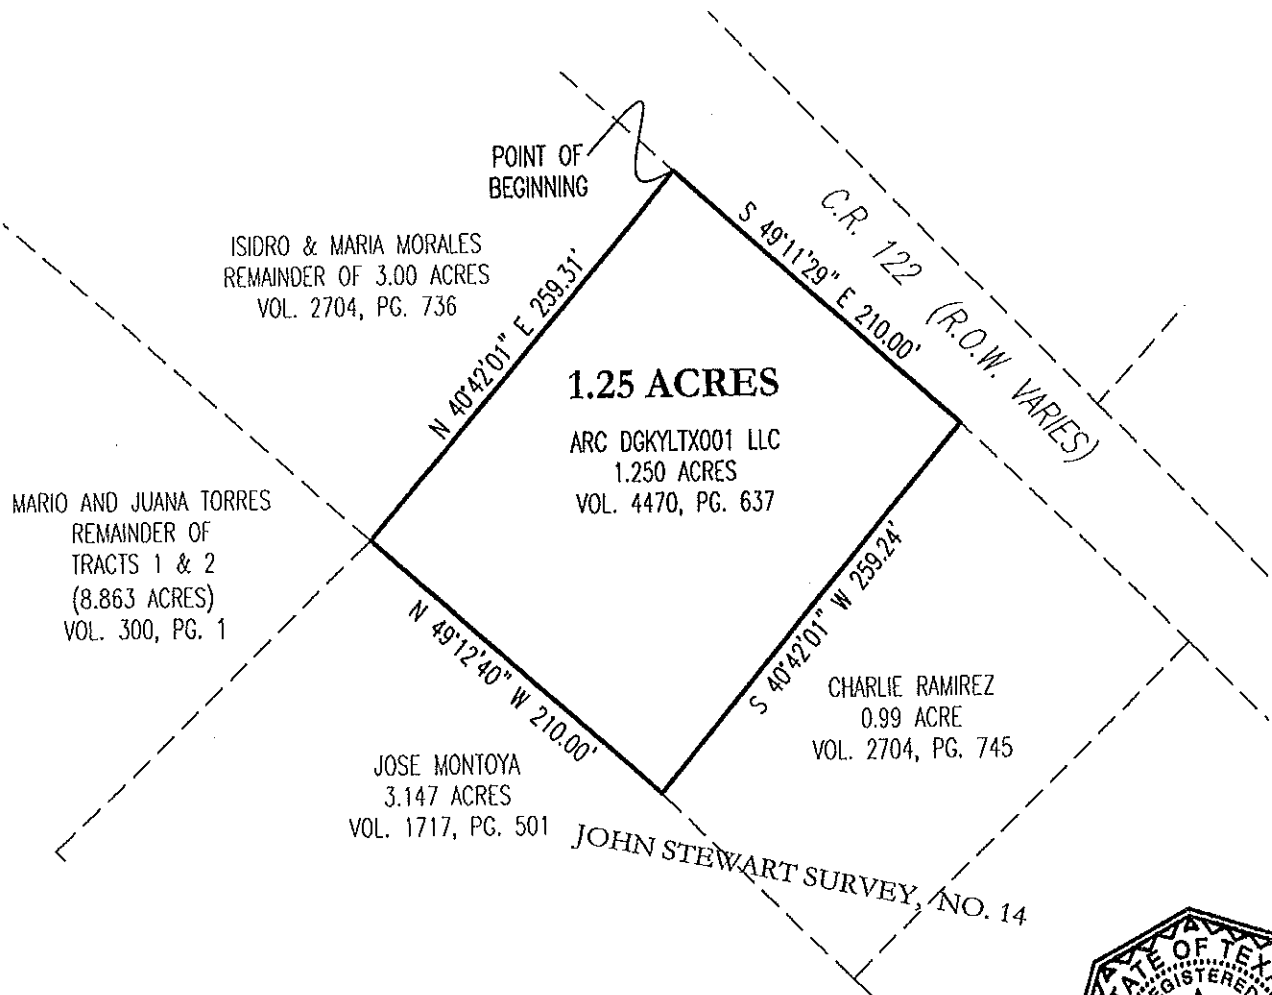 POINT OF
BEGINNING
C.R. 122 (R.O.W. VARIES)
S 49°11'29" E 210.00'
ISIDRO & MARIA MORALES
REMAINDER OF 3.00 ACRES
VOL. 2704, PG. 736
N 40°42'01" E 259.31'
1.25 ACRES
ARC DGKYLTX001 LLC
1.250 ACRES
VOL. 4470, PG. 637
MARIO AND JUANA TORRES
REMAINDER OF
TRACTS 1 & 2
(8.863 ACRES)
VOL. 300, PG. 1
S 40°42'01" W 259.24'
N 49°12'40" W 210.00'
CHARLIE RAMIREZ
0.99 ACRE
VOL. 2704, PG. 745
JOSE MONTOYA
3.147 ACRES
VOL. 1717, PG. 501
JOHN STEWART SURVEY, NO. 14
OF